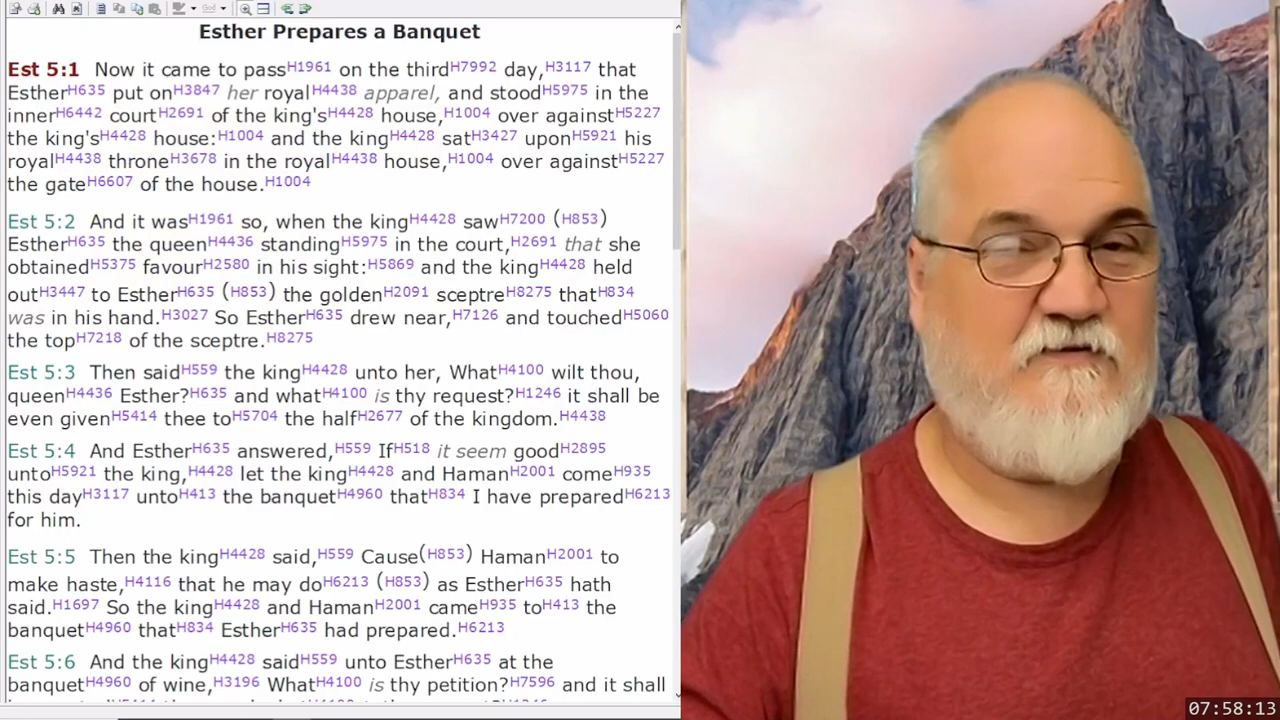 Esther Prepares a Banquet
Est 5:1 Now it came to passH1961 on the thirdH7992 day,H3117 that
EstherH635 put onH3847 her royalH4438 apparel, and stoodH5975 in the
innerH6442 courtH2691 of the king'sH4428 house,H1004 over againstH5227
the king'sH4428 house:H1004 and the kingH4428 satH3427 uponH5921 his
royalH4438 throneH3678 in the royalH4438 house,H1004 over againstH5227
the gateH6607 of the house.H1004
Est 5:2 And it wasH1961 so, when the kingH4428 sawH7200 (H853)
EstherH635 the queenH4436 standingH5975 in the court,H2691 that she
obtainedH5375 favourH2580 in his sight:H5869 and the kingH4428 held
outH3447 to EstherH635 (H853) the goldenH2091 sceptreH8275 thatH834
was in his hand.H3027 So EstherH635 drew near,H7126 and touchedH5060
the topH7218 of the sceptre.H8275
Est 5:3 Then saidH559 the kingH4428 unto her, WhatH4100 wilt thou,
queenH4436 Esther?H635 and whatH4100 is thy request?H1246 it shall be
even givenH5414 thee toH5704 the halfH2677 of the kingdom.H4438
Est 5:4 And EstherH635 answered,H559 IfH518 it seem goodH2895
untoH5921 the king,H4428 let the kingH4428 and HamanH2001 comeH935
this dayH3117 untoH413 the banquetH4960 thatH834 I have preparedH6213
for him.
Est 5:5 Then the kingH4428 said,H559 Cause(H853) HamanH2001 to
make haste,H4116 that he may doH6213 (H853) as EstherH635 hath
said.H1697 So the kingH4428 and HamanH2001 cameH935 toH413 the
banquetH4960 thatH834 EstherH635 had prepared.H6213
Est 5:6 And the kingH4428 saidH559 unto EstherH635 at the
banquetH4960 of wine,H3196 WhatH4100 is thy petition?H7596 and it shall
07:58:13